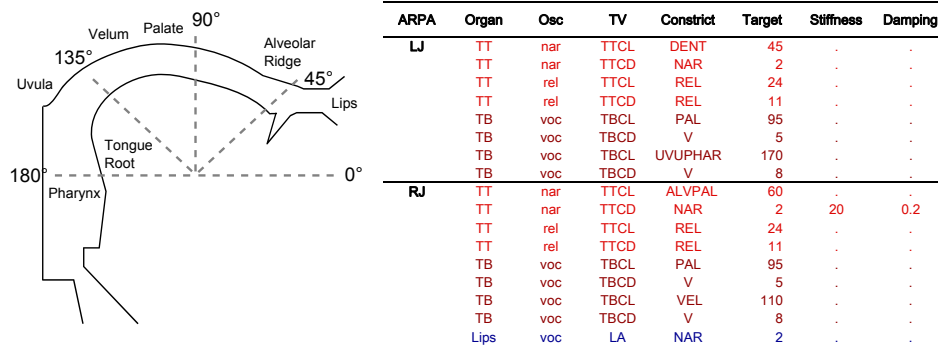 90°
Velum
Palate
135°
Alveolar
Ridge
45°
Uvula
Lips
Tongue
Root
180°
0°
Pharynx
ARPA Organ Osc TV Constrict Target Stiffness Damping
LJ TT nar TTCL DENT 45 . .
TT nar TTCD NAR 2 . .
TT rel TTCL REL 24 . .
TT rel TTCD REL 11 . .
TB voc TBCL PAL 95 . .
TB voc TBCD V 5 . .
TB voc TBCL UVUPHAR 170 . .
TB voc TBCD V 8 . .
RJ TT nar TTCL ALVPAL 60 . .
TT nar TTCD NAR 2 20 0.2
TT rel TTCL REL 24 . .
TT rel TTCD REL 11 . .
TB voc TBCL PAL 95 . .
TB voc TBCD V 5 . .
TB voc TBCL VEL 110 . .
TB voc TBCD V 8 . .
Lips voc LA NAR 2 . .